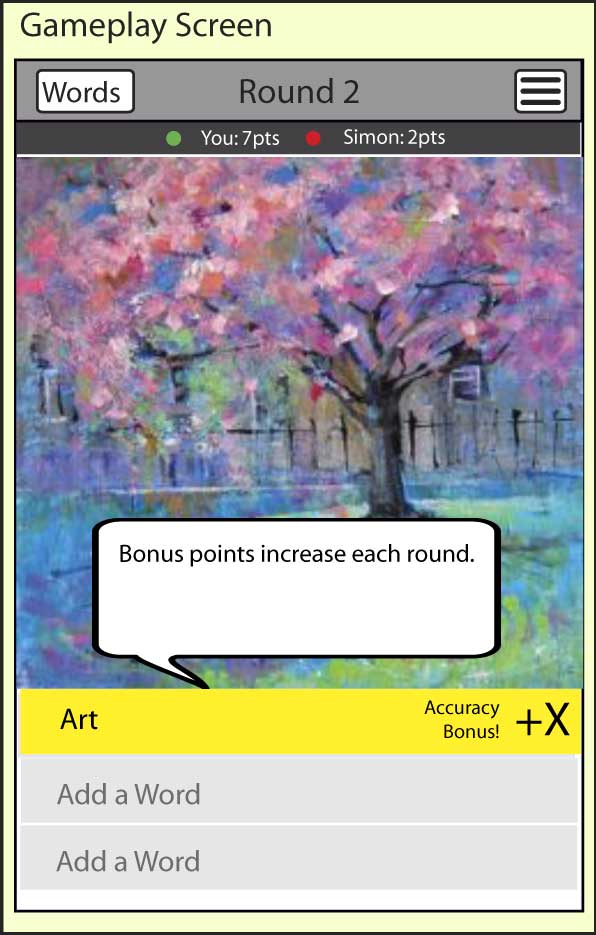 Gameplay Screen
Words
Round 2
You: 7pts Simon: 2pts
Bonus points increase each round.
Art
Accuracy
Bonus!
+X
Add a Word
Add a Word